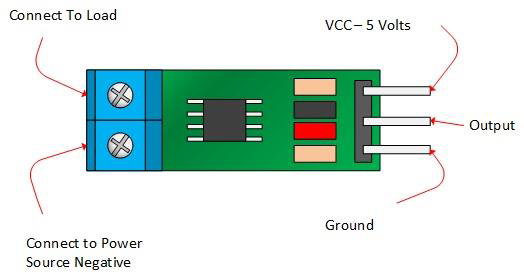 Connect To Load
VCC – 5 Volts
Output
Ground
Connect to Power
Source Negative